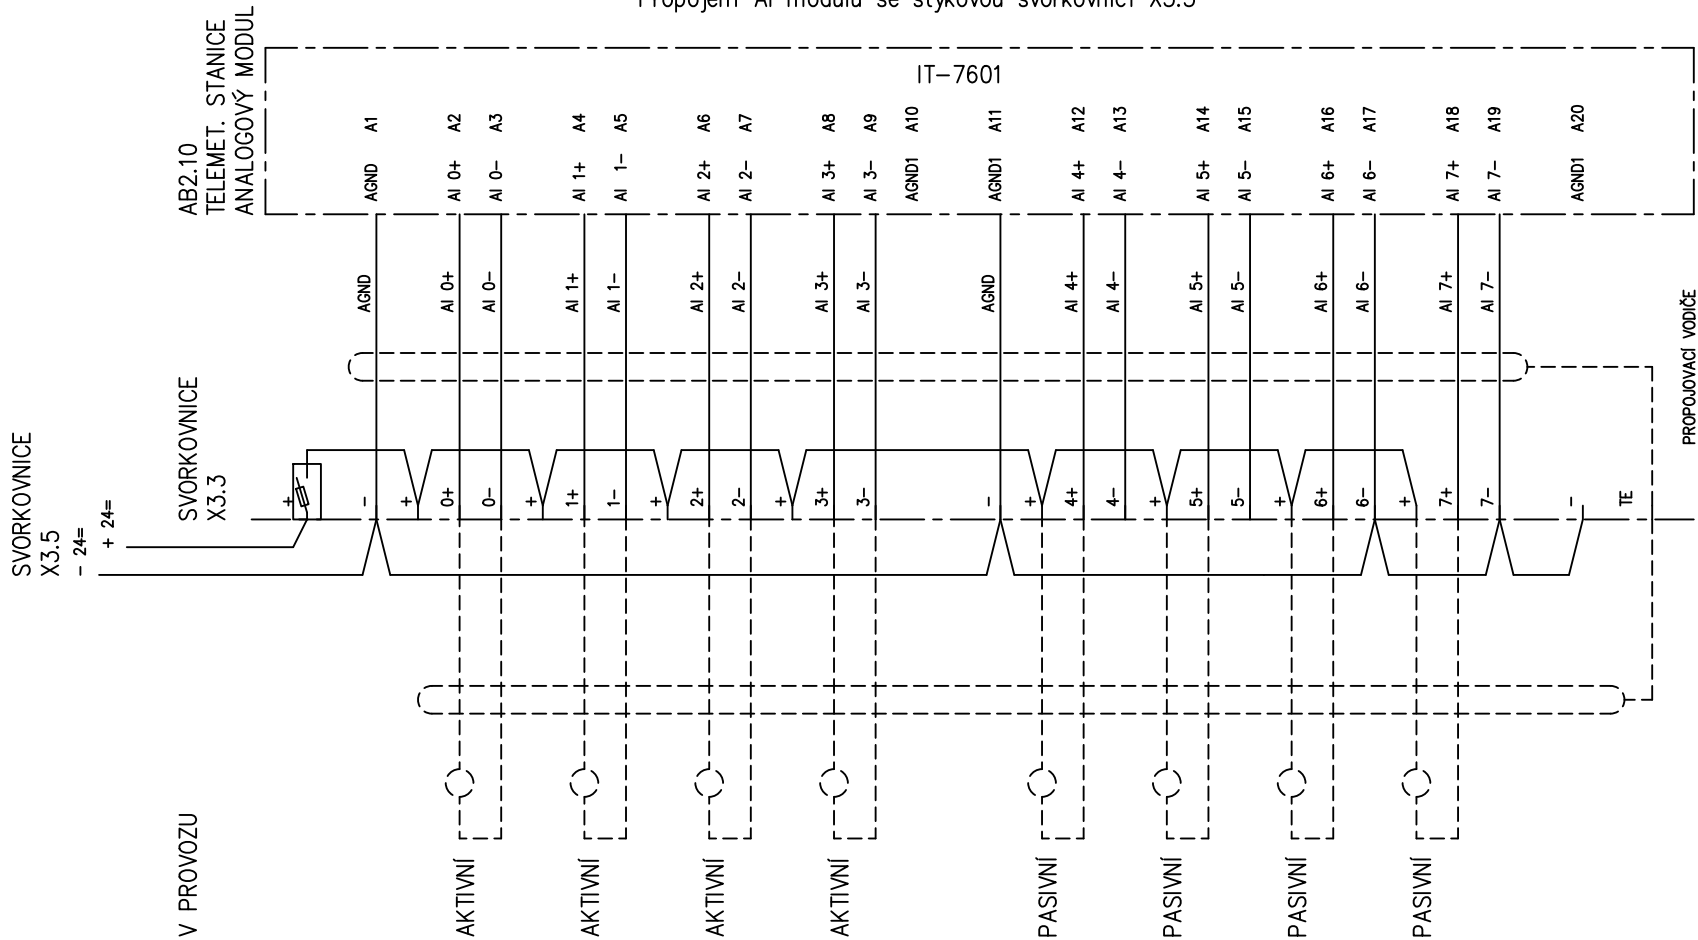 Propojení AI modulu se stykovou svorkovnicí X3.3
AB2.10
TELEMET. STANICE
ANALOGOVÝ MODUL
IT-7601
A1
A2
A3
A4
A5
A6
A7
A8
A9
A10
A11
A12
A13
A14
A15
A16
A17
A18
A19
A20
AGND
AI 0+
AI 0-
AI 1+
AI 1-
AI 2+
AI 2-
AI 3+
AI 3-
AGND1
AGND1
AI 4+
AI 4-
AI 5+
AI 5-
AI 6+
AI 6-
AI 7+
AI 7-
AGND1
AGND
AI 0+
AI 0-
AI 1+
AI 1-
AI 2+
AI 2-
AI 3+
AI 3-
AGND
AI 4+
AI 4-
AI 5+
AI 5-
AI 6+
AI 6-
AI 7+
AI 7-
PROPOJOVACÍ VODIČE
SVORKOVNICE
X3.5
- 24=
+ 24=
SVORKOVNICE
X3.3
+
-
+
0+
0-
+
1+
1-
+
2+
2-
+
3+
3-
-
+
4+
4-
+
5+
5-
+
6+
6-
+
7+
7-
-
TE
V PROVOZU
AKTIVNÍ
AKTIVNÍ
AKTIVNÍ
AKTIVNÍ
PASIVNÍ
PASIVNÍ
PASIVNÍ
PASIVNÍ